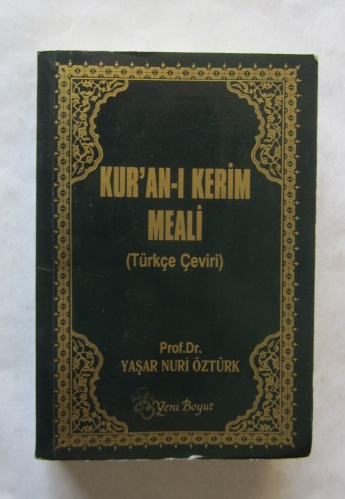 KUR'AN-I KERİM
MEALİ
(Türkçe Çeviri)
Prof.Dr.
YAŞAR NURİ ÖZTÜRK
Yeni Boyut